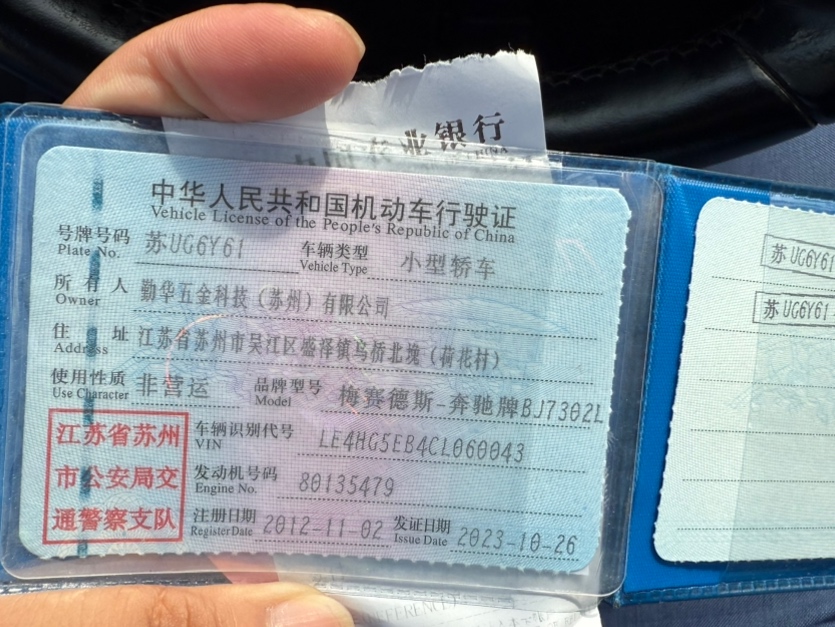 业银行
中华人民共和国机动车行驶证
Vehicle License of the People's Republic of China
号牌号码 苏UG6Y61 车辆类型 小型轿车
Plate No. Vehicle Type
所有人 勤华五金科技（苏州）有限公司
Owner
住址 江苏省苏州市吴江区盛泽镇乌桥北堍（荷花村）
Address
使用性质 非营运 品牌型号 梅赛德斯-奔驰牌BJ7302L
Use Character Model
江苏省苏州
市公安局交
通警察支队
车辆识别代号 LE4HG5EB4CL060043
VIN
发动机号码 80135479
Engine No.
注册日期 2012-11-02 发证日期 2023-10-26
Register Date Issue Date
苏UG6Y61
苏UG6Y61